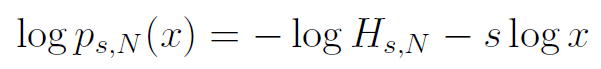 log p_{s,N}(x) = − log H_{s,N} − s log x